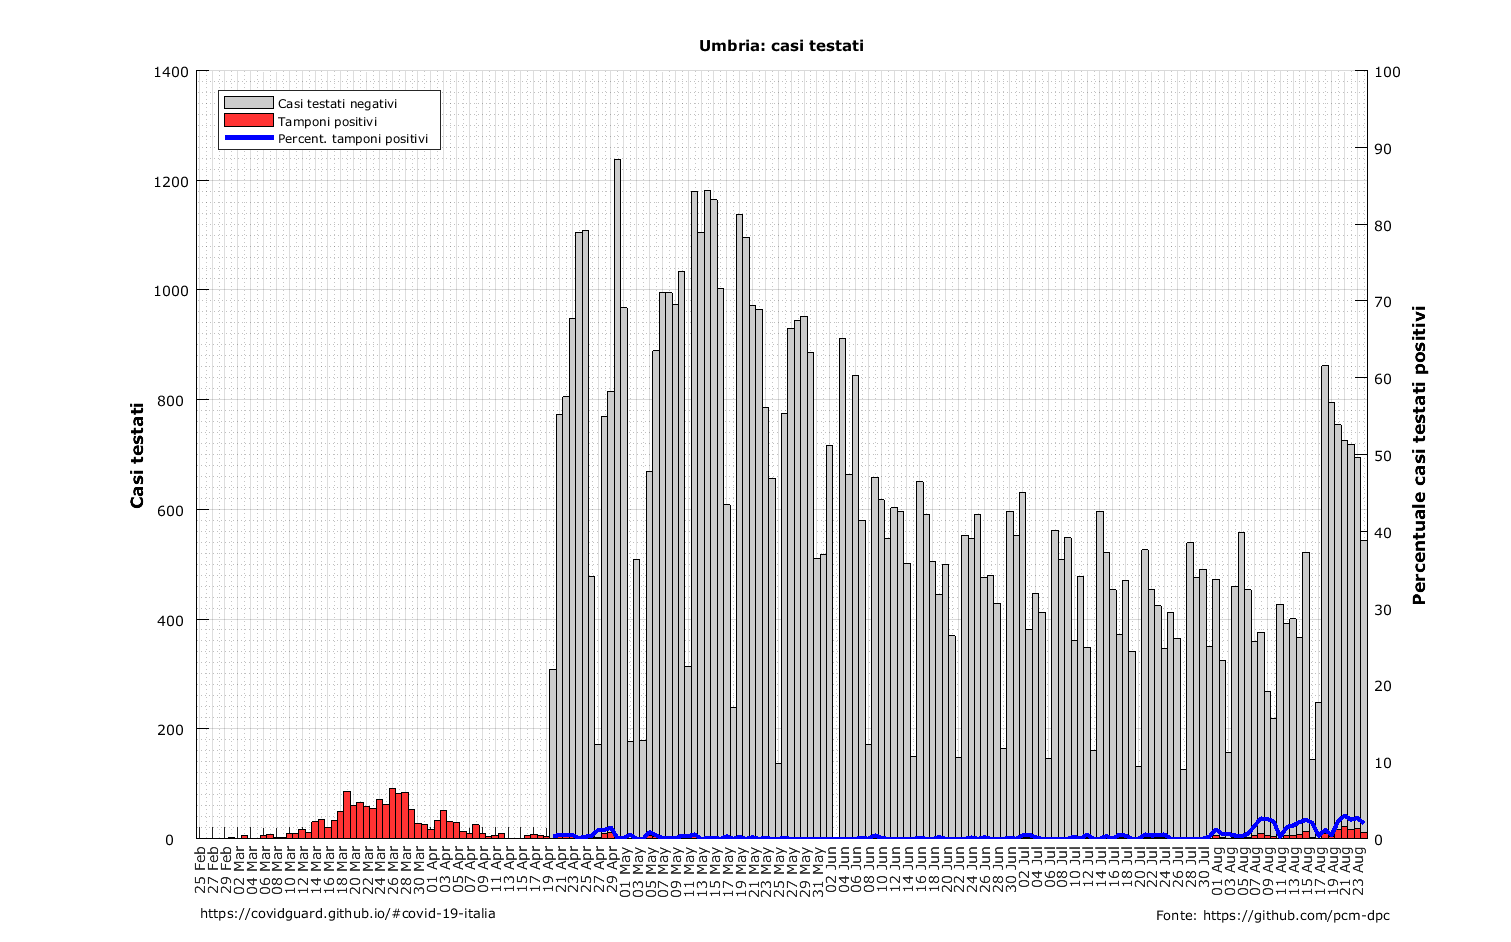 Umbria: casi testati
1400
1200
1000
800
600
400
200
0
100
90
80
70
60
50
40
30
20
10
0
Casi testati
Percentuale casi testati positivi
Casi testati negativi
Tamponi positivi
Percent. tamponi positivi
25 Feb
27 Feb
29 Feb
02 Mar
04 Mar
06 Mar
08 Mar
10 Mar
12 Mar
14 Mar
16 Mar
18 Mar
20 Mar
22 Mar
24 Mar
26 Mar
28 Mar
30 Mar
01 Apr
03 Apr
05 Apr
07 Apr
09 Apr
11 Apr
13 Apr
15 Apr
17 Apr
19 Apr
21 Apr
23 Apr
25 Apr
27 Apr
29 Apr
01 May
03 May
05 May
07 May
09 May
11 May
13 May
15 May
17 May
19 May
21 May
23 May
25 May
27 May
29 May
31 May
02 Jun
04 Jun
06 Jun
08 Jun
10 Jun
12 Jun
14 Jun
16 Jun
18 Jun
20 Jun
22 Jun
24 Jun
26 Jun
28 Jun
30 Jun
02 Jul
04 Jul
06 Jul
08 Jul
10 Jul
12 Jul
14 Jul
16 Jul
18 Jul
20 Jul
22 Jul
24 Jul
26 Jul
28 Jul
30 Jul
01 Aug
03 Aug
05 Aug
07 Aug
09 Aug
11 Aug
13 Aug
15 Aug
17 Aug
19 Aug
21 Aug
23 Aug
https://covidguard.github.io/#covid-19-italia
Fonte: https://github.com/pcm-dpc